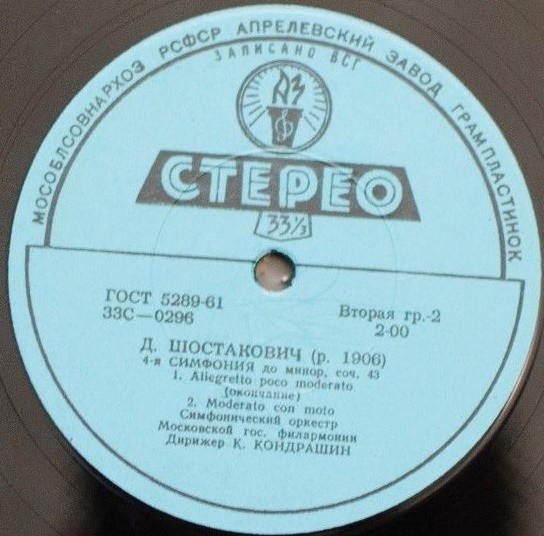 МОСОБЛСОВНАРХОЗ РСФСР АПРЕЛЕВСКИЙ ЗАВОД ГРАМПЛАСТИНОК
ЗАПИСАНО ВСГ
АЗ
СТЕРЕО
33⅓
ГОСТ 5289-61
33С—0296
Вторая гр.-2
2-00
Д. ШОСТАКОВИЧ (р. 1906)
4-я СИМФОНИЯ до минор, соч. 43
1. Allegretto poco moderato
(окончание)
2. Moderato con moto
Симфонический оркестр
Московской гос. филармонии
Дирижер К. КОНДРАШИН